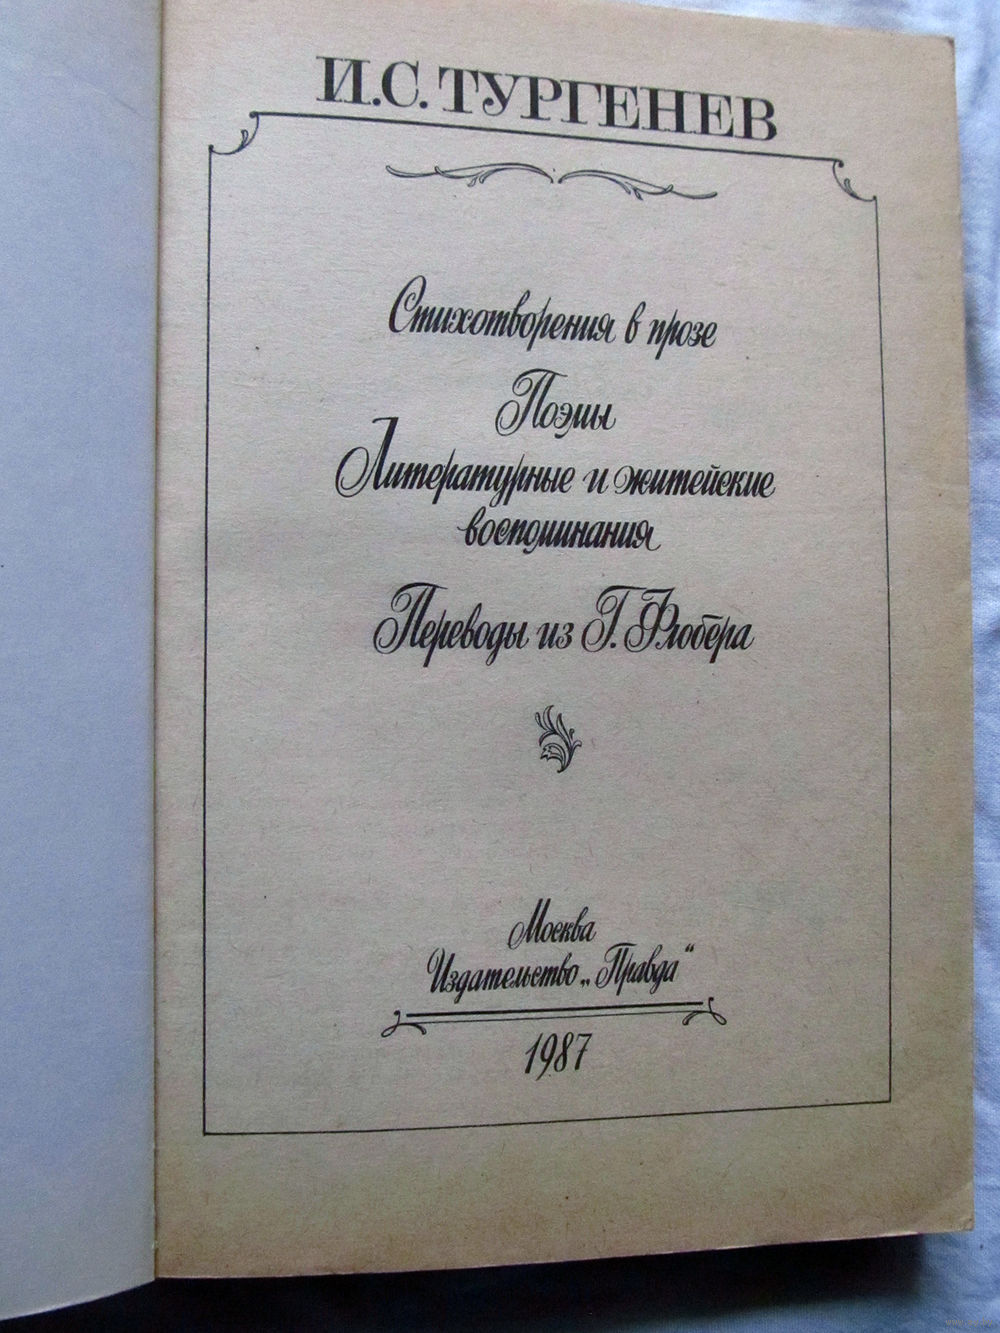 И.С. ТУРГЕНЕВ
Стихотворения в прозе
Поэмы
Литературные и житейские
воспоминания
Переводы из Г. Флобера
Москва
Издательство „Правда“
1987